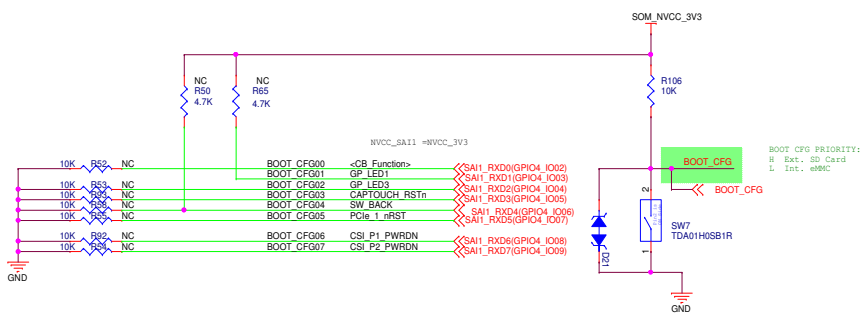 SOM_NVCC_3V3
NC
R50
4.7K
NC
R65
4.7K
R106
10K
NVCC_SAI1 =NVCC_3V3
BOOT CFG PRIORITY:
H Ext. SD Card
L Int. eMMC
BOOT_CFG
BOOT_CFG
10K R52 NC BOOT_CFG00 <CB_Function> SAI1_RXD0(GPIO4_IO02)
BOOT_CFG01 GP_LED1 SAI1_RXD1(GPIO4_IO03)
10K R53 NC BOOT_CFG02 GP_LED3 SAI1_RXD2(GPIO4_IO04)
10K R93 NC BOOT_CFG03 CAPTOUCH_RSTn SAI1_RXD3(GPIO4_IO05)
10K NC BOOT_CFG04 SW_BACK SAI1_RXD4(GPIO4_IO06)
10K R55 NC BOOT_CFG05 PCIe_1_nRST SAI1_RXD5(GPIO4_IO07)
10K R92 NC BOOT_CFG06 CSI_P1_PWRDN SAI1_RXD6(GPIO4_IO08)
10K R54 NC BOOT_CFG07 CSI_P2_PWRDN SAI1_RXD7(GPIO4_IO09)
2
SW7
TDA01H0SB1R
1
D21
GND
GND